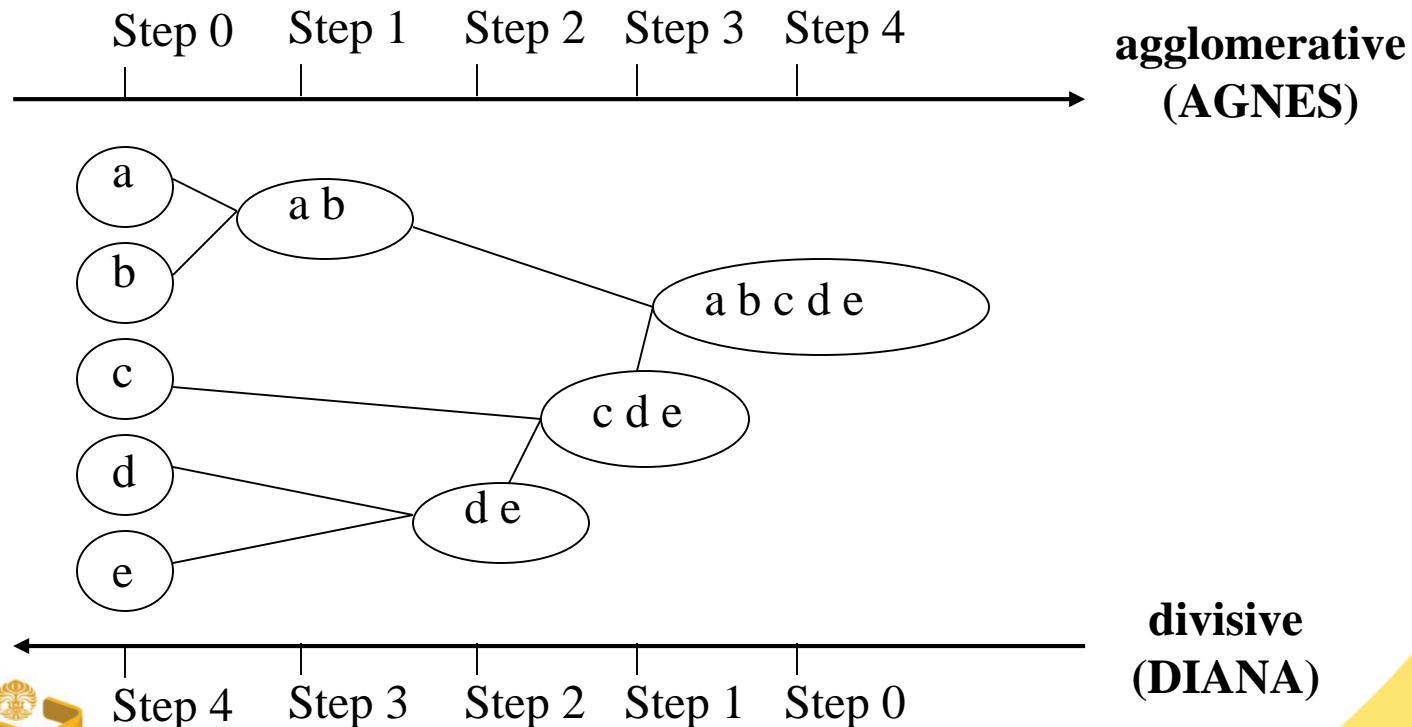 Step 0 Step 1 Step 2 Step 3 Step 4
agglomerative
(AGNES)
a
a b
b
a b c d e
c
c d e
d
d e
e
divisive
(DIANA)
Step 4 Step 3 Step 2 Step 1 Step 0